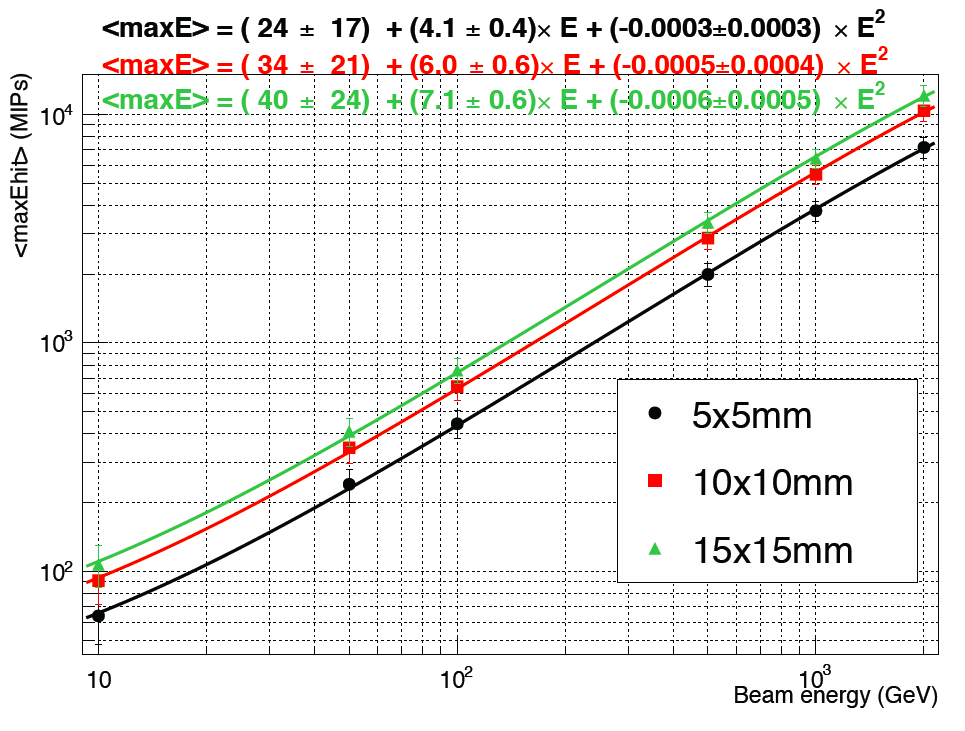 <maxE> = ( 24 ± 17) + (4.1 ± 0.4)× E + (-0.0003±0.0003) × E²
<maxE> = ( 34 ± 21) + (6.0 ± 0.6)× E + (-0.0005±0.0004) × E²
<maxE> = ( 40 ± 24) + (7.1 ± 0.6)× E + (-0.0006±0.0005) × E²
<maxEhit> (MIPs)
10⁴
10³
10²
5x5mm
10x10mm
15x15mm
10
10²
10³
Beam energy (GeV)